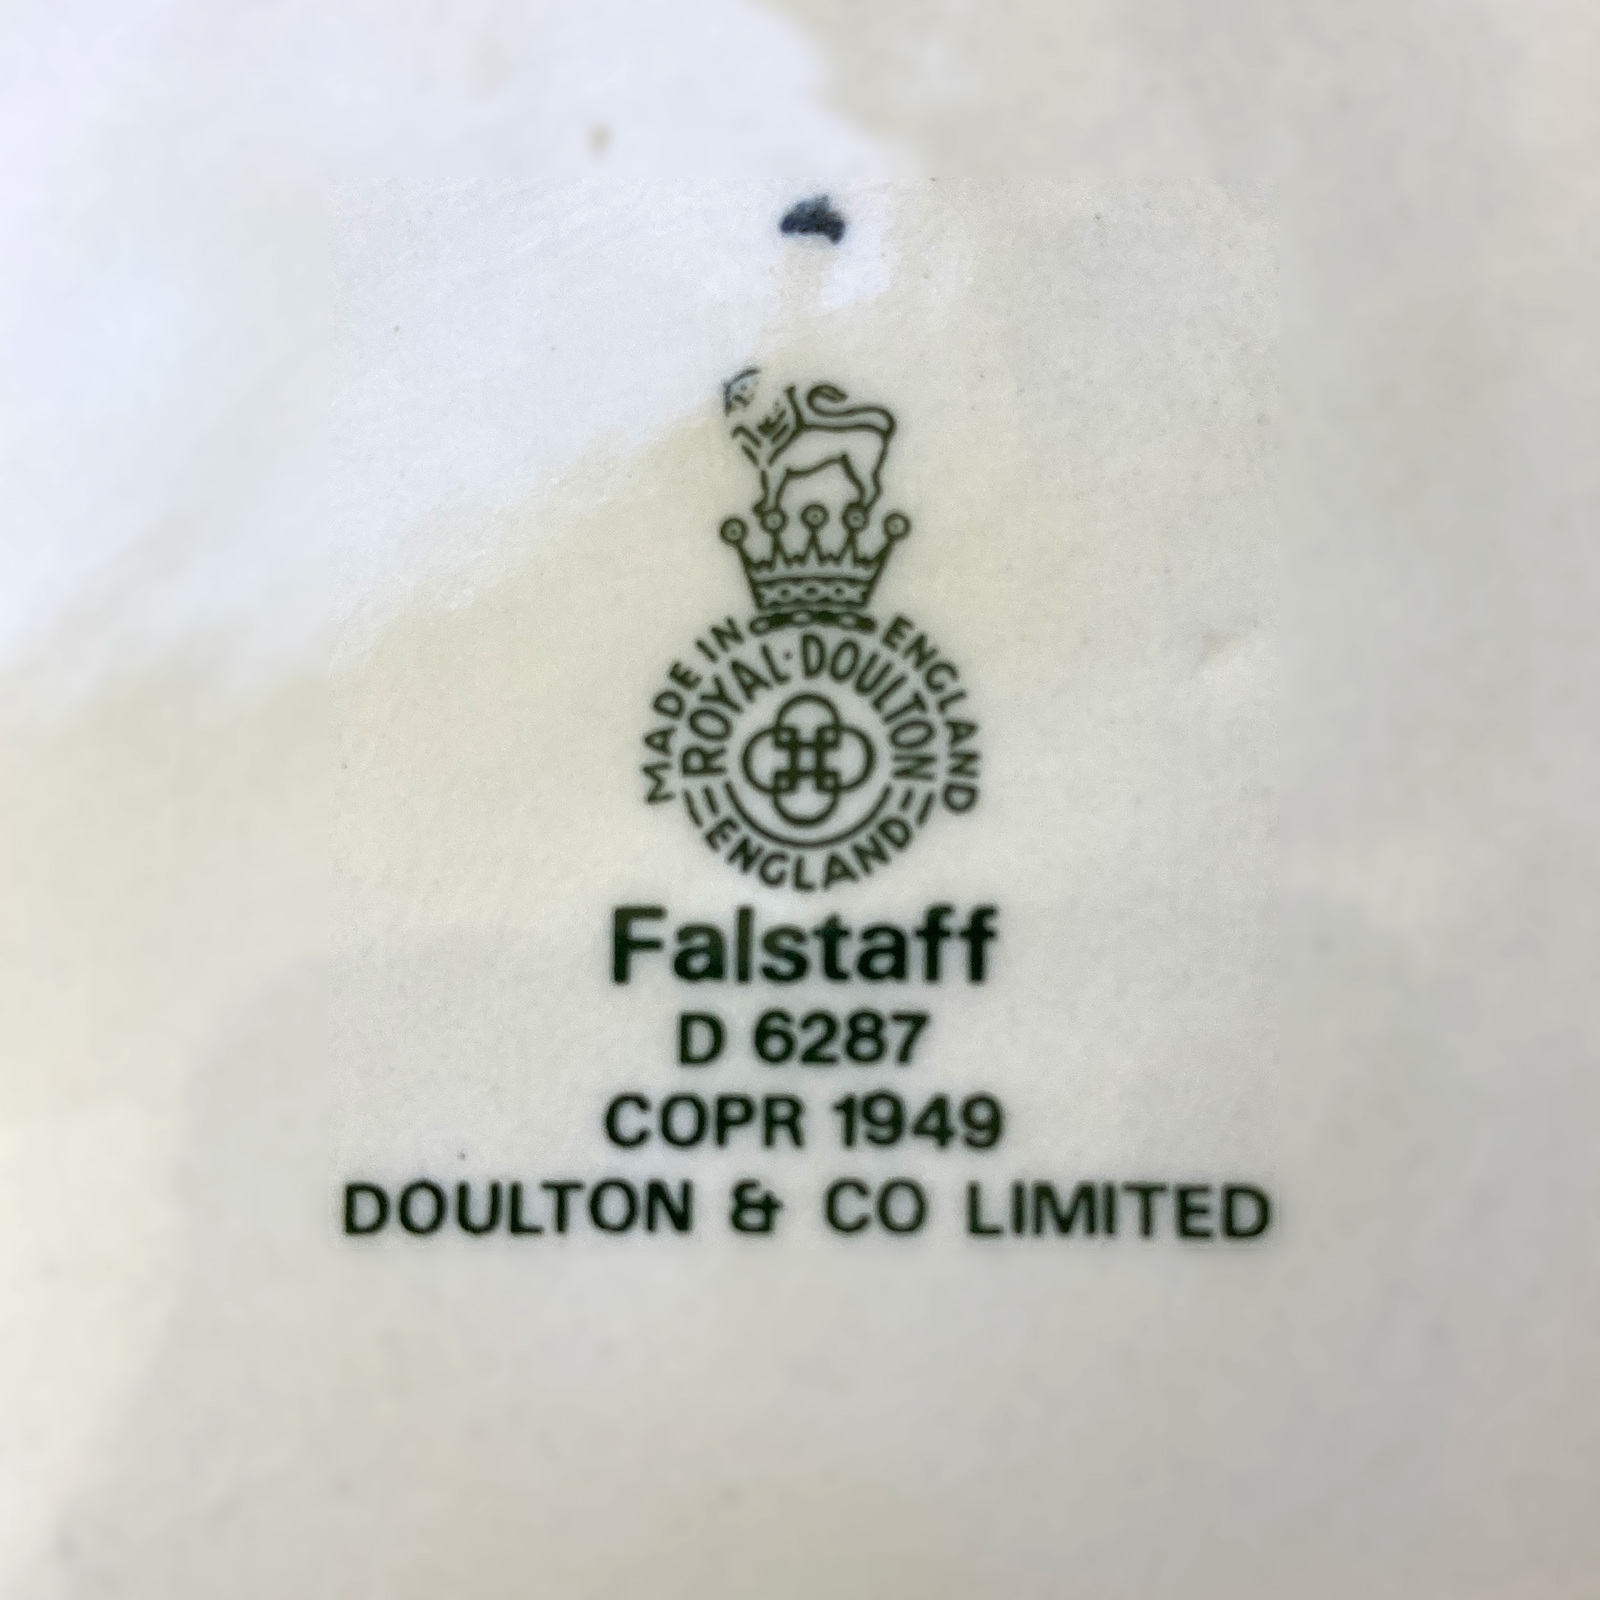 MADE IN ENGLAND
ROYAL·DOULTON
ENGLAND
Falstaff
D 6287
COPR 1949
DOULTON & CO LIMITED